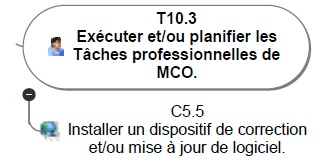 T10.3
Exécuter et/ou planifier les
Tâches professionnelles de
MCO.
C5.5
Installer un dispositif de correction
et/ou mise à jour de logiciel.